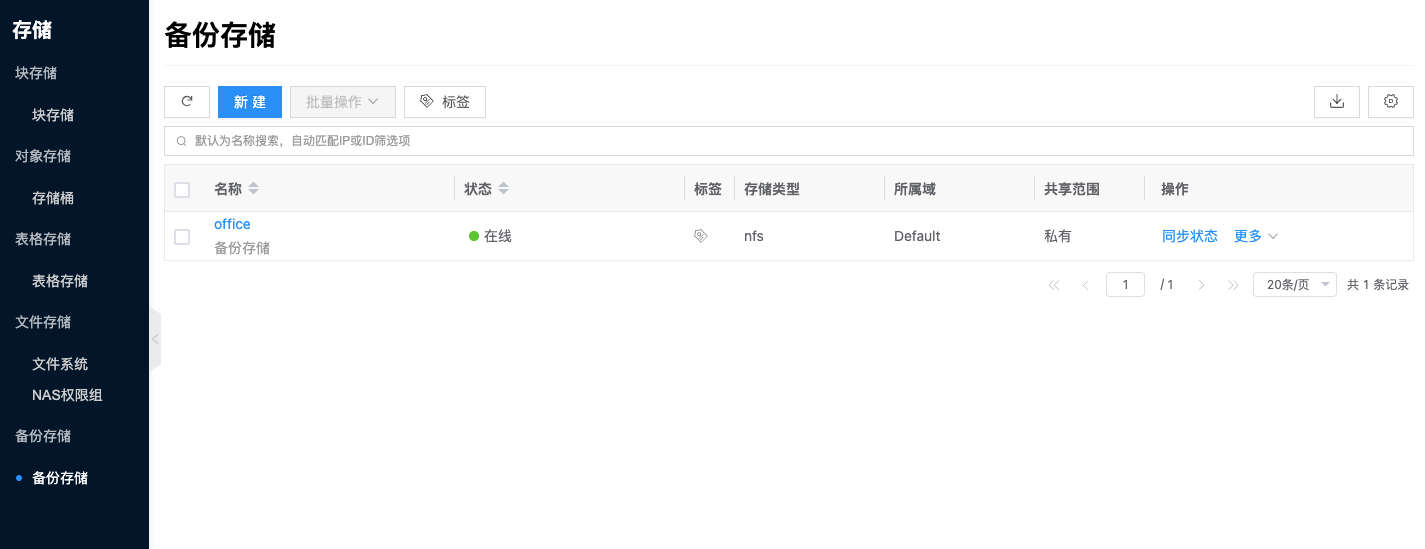 存储
块存储
块存储
对象存储
存储桶
表格存储
表格存储
文件存储
文件系统
NAS权限组
备份存储
备份存储
备份存储
新 建 批量操作 标签
默认为名称搜索，自动匹配IP或ID筛选项
名称 状态 标签 存储类型 所属域 共享范围 操作
office 在线 nfs Default 私有 同步状态 更多
备份存储
1 / 1 20条/页 共 1 条记录